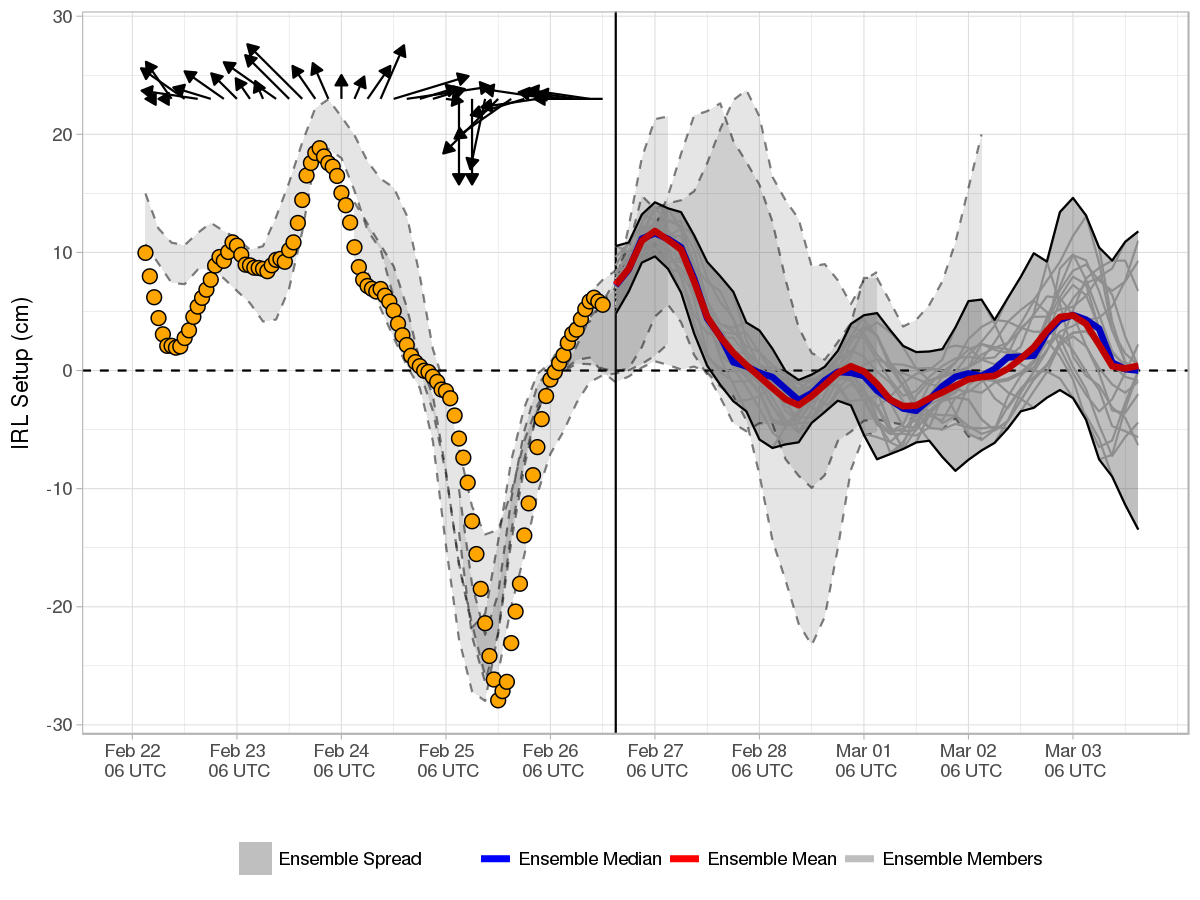 IRL Setup (cm)
30
20
10
0
-10
-20
-30
Feb 22 Feb 23 Feb 24 Feb 25 Feb 26 Feb 27 Feb 28 Mar 01 Mar 02 Mar 03
06 UTC 06 UTC 06 UTC 06 UTC 06 UTC 06 UTC 06 UTC 06 UTC 06 UTC 06 UTC
Ensemble Spread Ensemble Median Ensemble Mean Ensemble Members